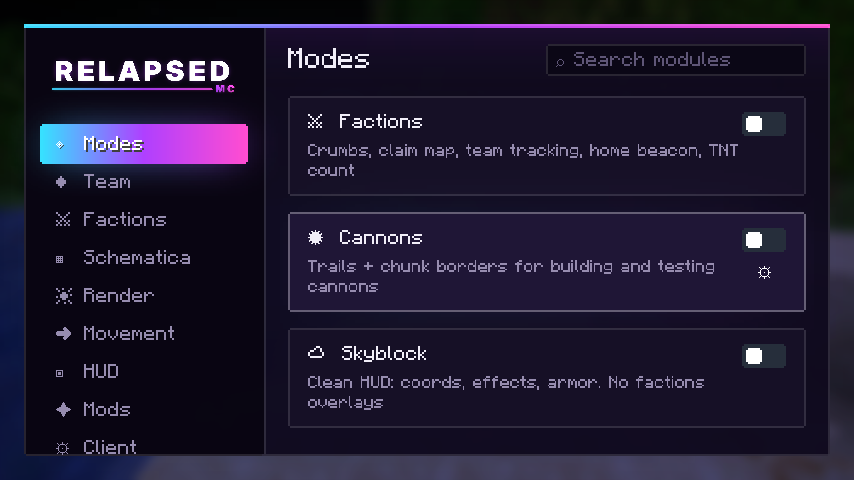 RELAPSED
MC
Modes
Team
Factions
Schematica
Render
Movement
HUD
Mods
Client
Modes
Search modules
Factions
Crumbs, claim map, team tracking, home beacon, TNT
count
Cannons
Trails + chunk borders for building and testing
cannons
Skyblock
Clean HUD: coords, effects, armor. No factions
overlays